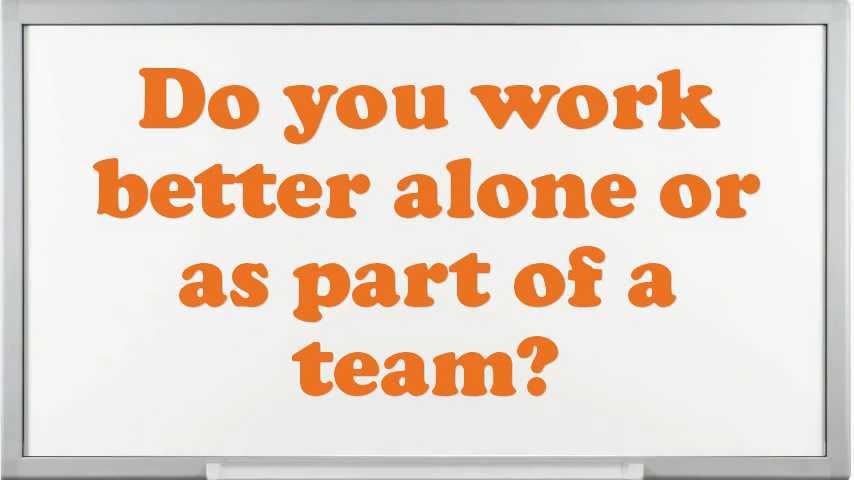 Do you work
better alone or
as part of a
team?